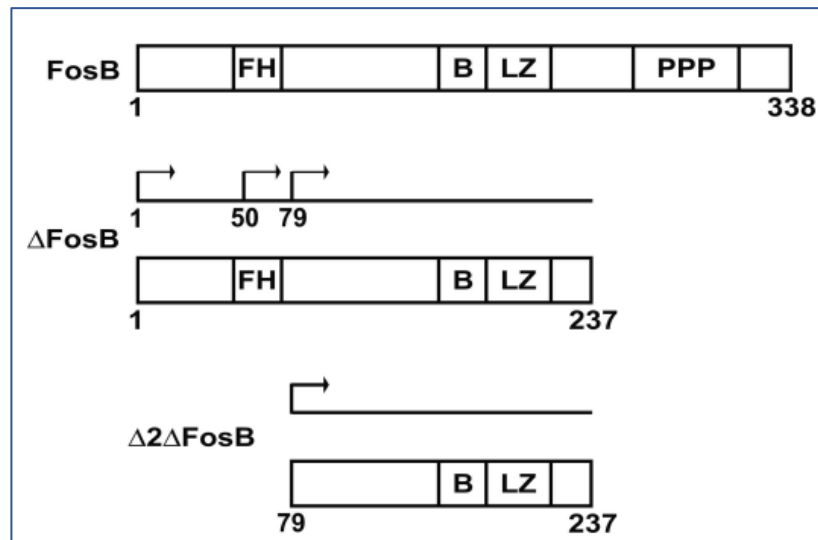 FosB FH B LZ PPP
1 338
1 50 79
ΔFosB
FH B LZ
1 237
Δ2ΔFosB
B LZ
79 237